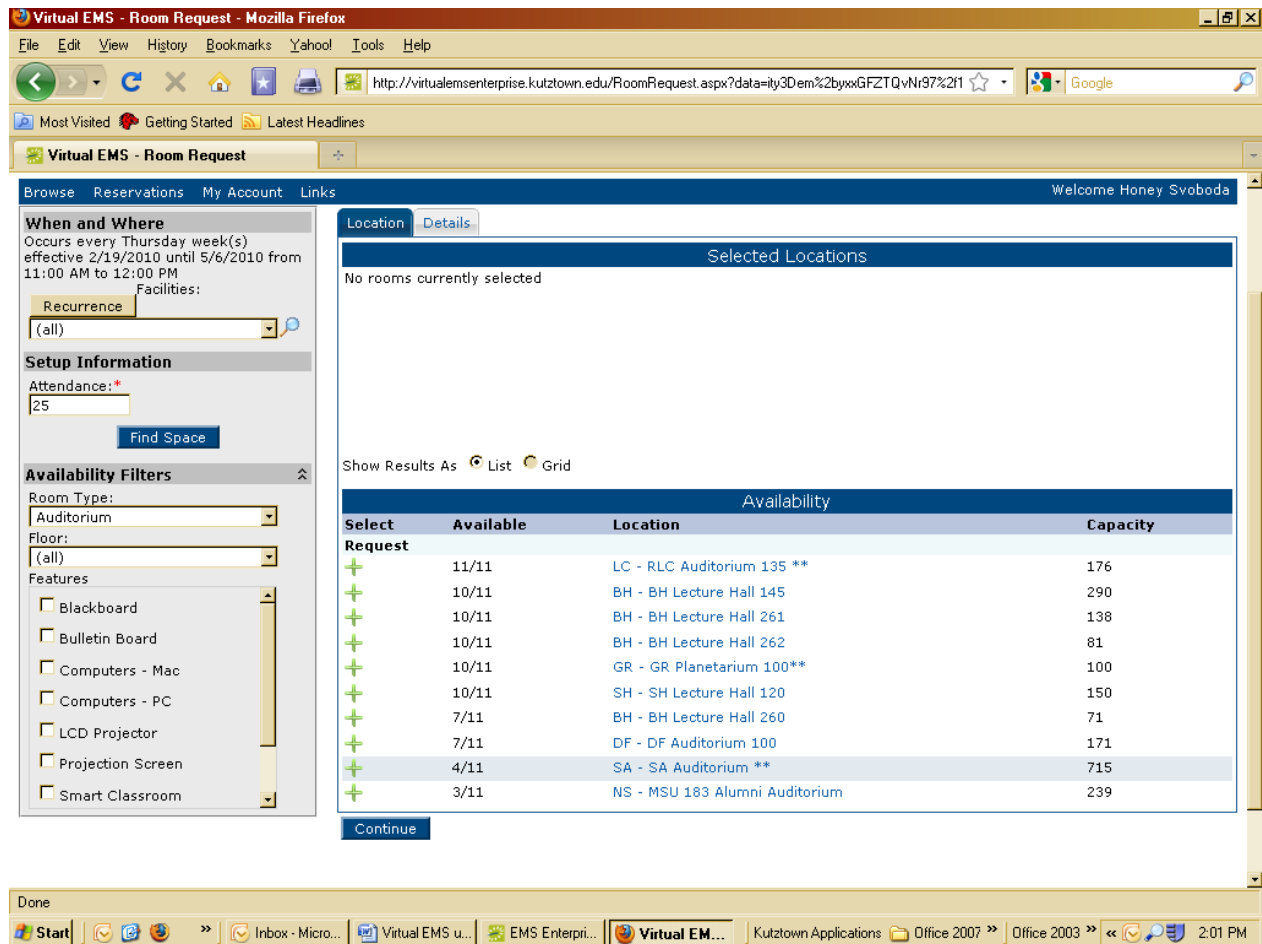 Virtual EMS - Room Request - Mozilla Firefox
File Edit View History Bookmarks Yahoo! Tools Help
http://virtualemsenterprise.kutztown.edu/RoomRequest.aspx?data=ity3Dem%2byxxGFZTQvNr97%2f1
Google
Most Visited Getting Started Latest Headlines
Virtual EMS - Room Request
Browse Reservations My Account Links
Welcome Honey Svoboda
When and Where
Occurs every Thursday week(s)
effective 2/19/2010 until 5/6/2010 from
11:00 AM to 12:00 PM
Facilities:
Recurrence
(all)
Setup Information
Attendance:*
25
Find Space
Availability Filters
Room Type:
Auditorium
Floor:
(all)
Features
Blackboard
Bulletin Board
Computers - Mac
Computers - PC
LCD Projector
Projection Screen
Smart Classroom
Location Details
Selected Locations
No rooms currently selected
Show Results As List Grid
Availability
Select Available Location Capacity
Request
11/11 LC - RLC Auditorium 135 ** 176
10/11 BH - BH Lecture Hall 145 290
10/11 BH - BH Lecture Hall 261 138
10/11 BH - BH Lecture Hall 262 81
10/11 GR - GR Planetarium 100** 100
10/11 SH - SH Lecture Hall 120 150
7/11 BH - BH Lecture Hall 260 71
7/11 DF - DF Auditorium 100 171
4/11 SA - SA Auditorium ** 715
3/11 NS - MSU 183 Alumni Auditorium 239
Continue
Done
Start » Inbox - Micro... Virtual EMS u... EMS Enterpri... Virtual EM... Kutztown Applications Office 2007 » Office 2003 » « 2:01 PM